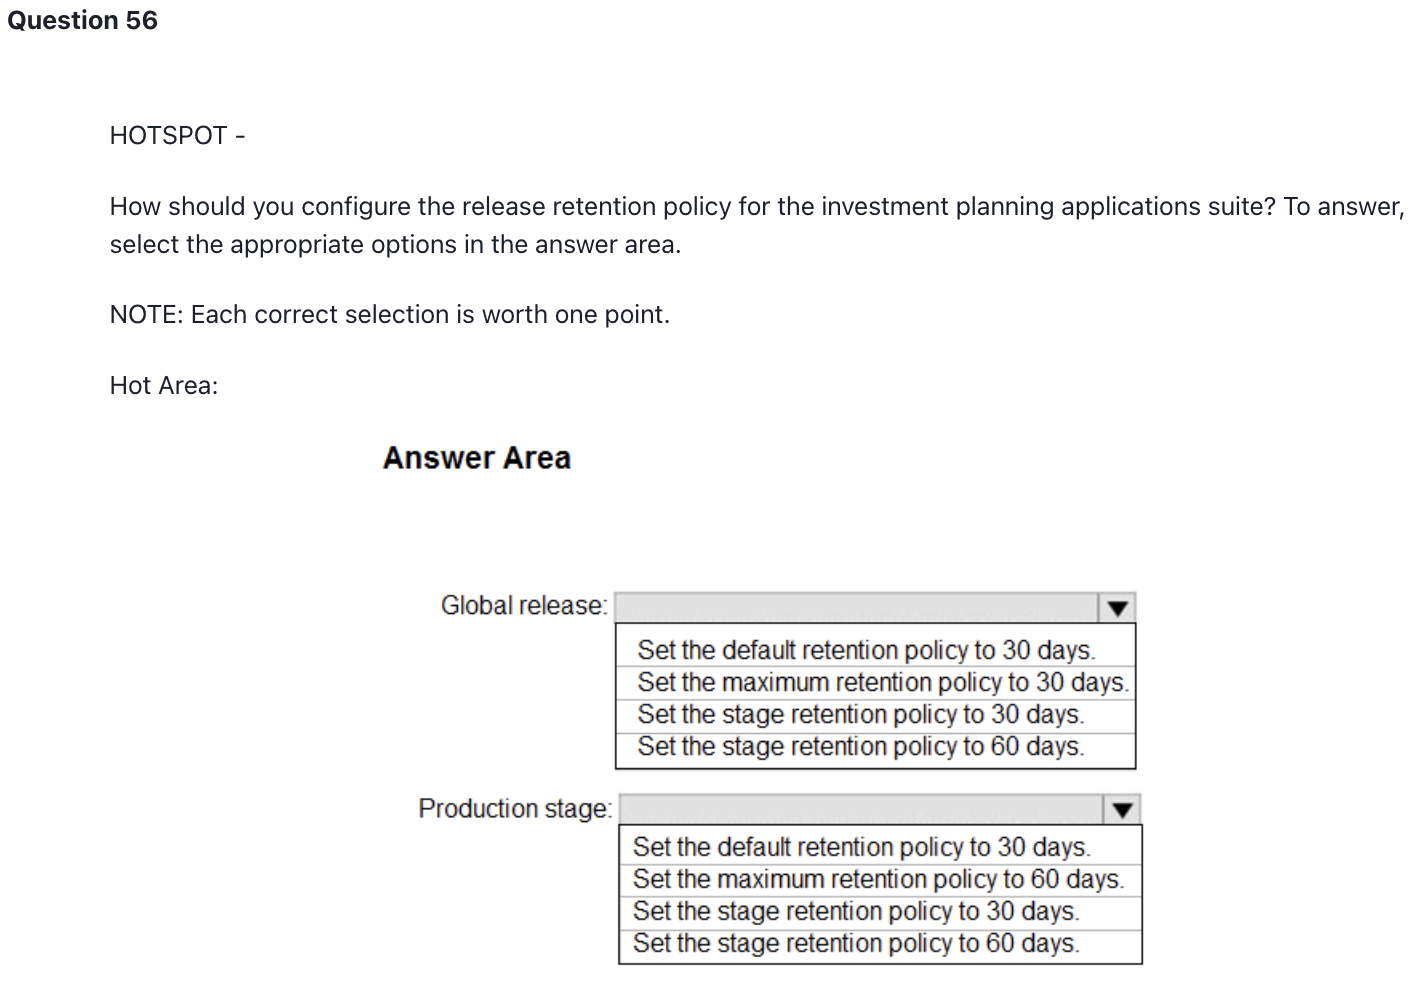 Question 56
HOTSPOT -
How should you configure the release retention policy for the investment planning applications suite? To answer,
select the appropriate options in the answer area.
NOTE: Each correct selection is worth one point.
Hot Area:
Answer Area
Global release:
Set the default retention policy to 30 days.
Set the maximum retention policy to 30 days.
Set the stage retention policy to 30 days.
Set the stage retention policy to 60 days.
Production stage:
Set the default retention policy to 30 days.
Set the maximum retention policy to 60 days.
Set the stage retention policy to 30 days.
Set the stage retention policy to 60 days.